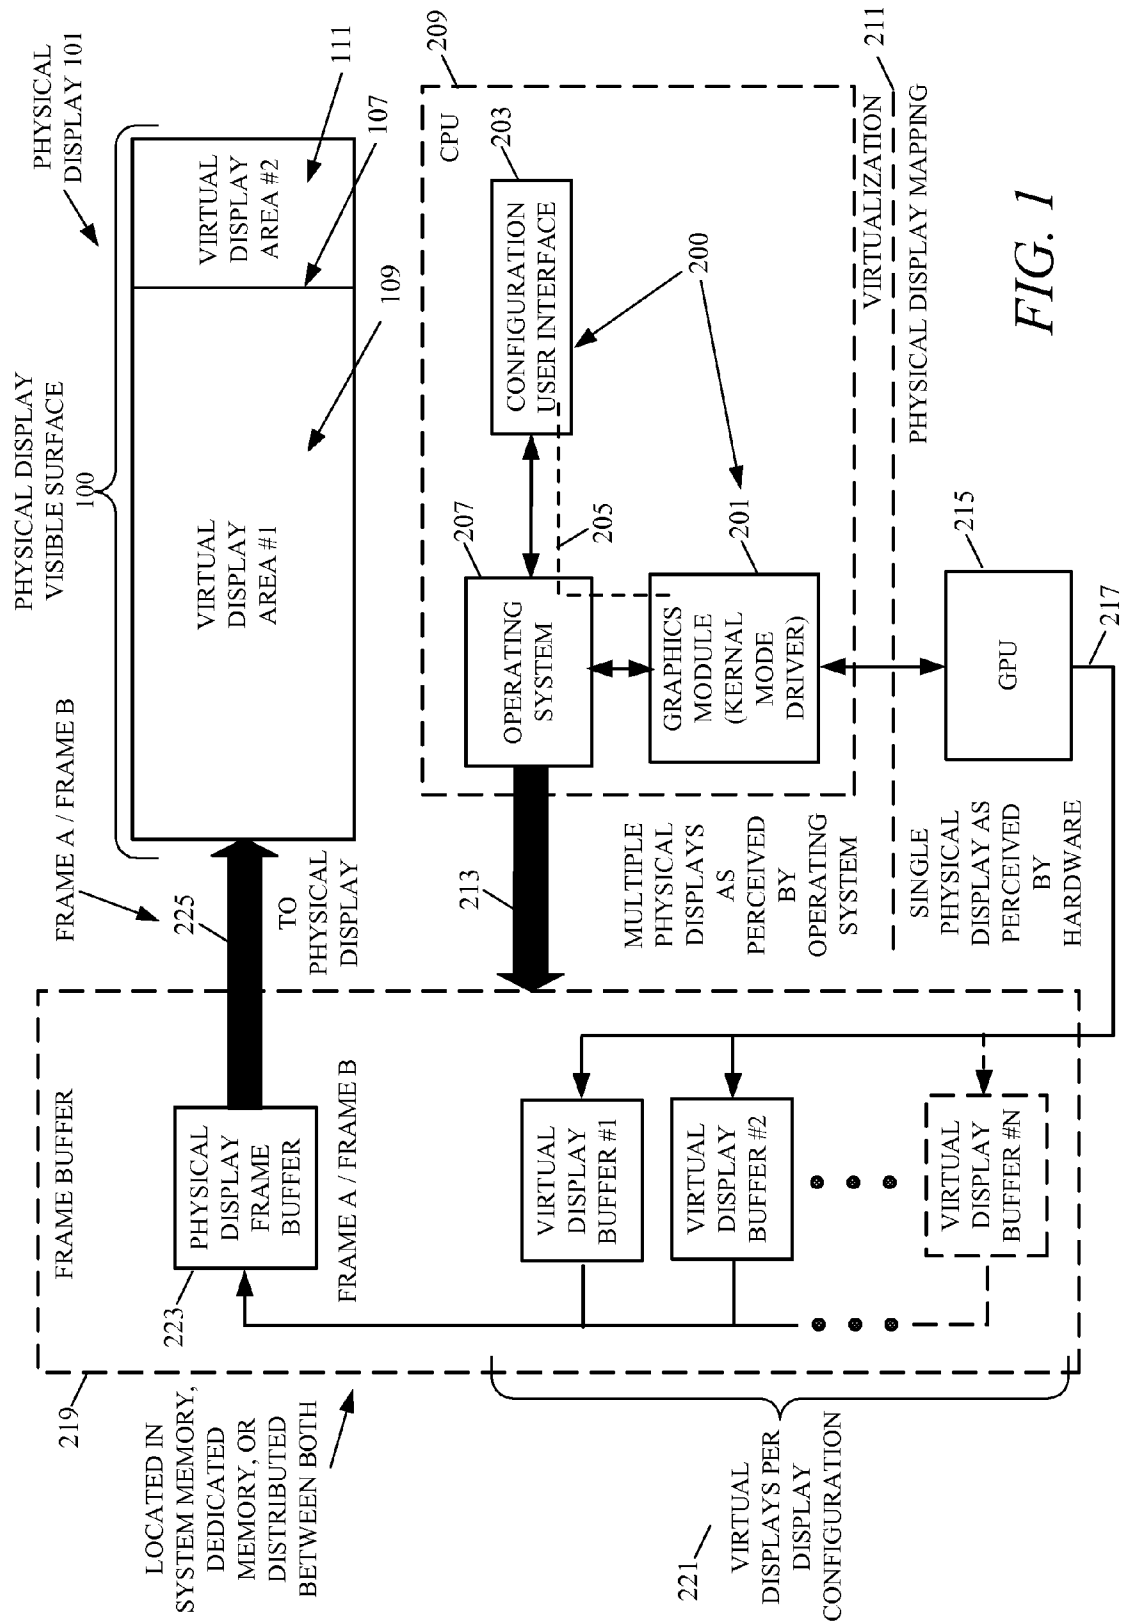 PHYSICAL
DISPLAY 101
PHYSICAL DISPLAY
VISIBLE SURFACE
100
FRAME A / FRAME B
225
TO
PHYSICAL
DISPLAY
VIRTUAL
DISPLAY
AREA #1
VIRTUAL
DISPLAY
AREA #2
109
107
111
FRAME BUFFER
219
LOCATED IN
SYSTEM MEMORY,
DEDICATED
MEMORY, OR
DISTRIBUTED
BETWEEN BOTH
223
PHYSICAL
DISPLAY
FRAME
BUFFER
FRAME A / FRAME B
213
209
CPU
207
OPERATING
SYSTEM
203
CONFIGURATION
USER INTERFACE
205
200
201
GRAPHICS
MODULE
(KERNAL
MODE
DRIVER)
MULTIPLE
PHYSICAL
DISPLAYS
AS
PERCEIVED
BY
OPERATING
SYSTEM
VIRTUALIZATION
211
PHYSICAL DISPLAY MAPPING
SINGLE
PHYSICAL
DISPLAY AS
PERCEIVED
BY
HARDWARE
215
GPU
217
VIRTUAL
DISPLAY
BUFFER #1
VIRTUAL
DISPLAY
BUFFER #2
VIRTUAL
DISPLAY
BUFFER #N
221
VIRTUAL
DISPLAYS PER
DISPLAY
CONFIGURATION
FIG. 1